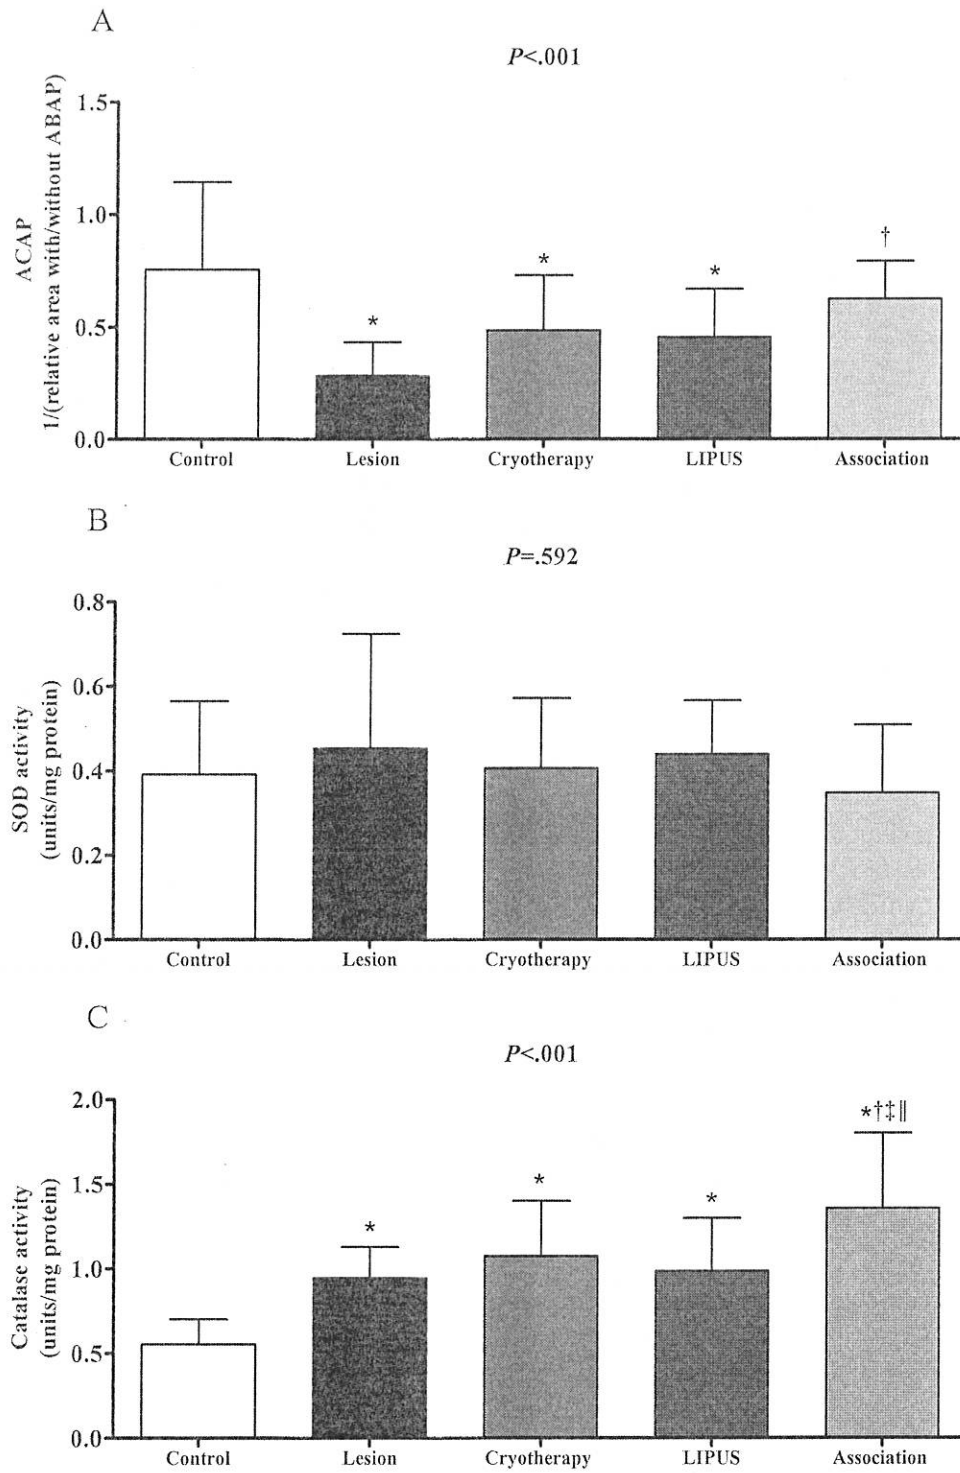 A
P<.001
ACAP
1/(relative area with/without ABAP)
1.5
1.0
0.5
0.0
*
*
*
†
Control Lesion Cryotherapy LIPUS Association
B
P=.592
SOD activity
(units/mg protein)
0.8
0.6
0.4
0.2
0.0
Control Lesion Cryotherapy LIPUS Association
C
P<.001
Catalase activity
(units/mg protein)
2.0
1.5
1.0
0.5
0.0
*
*
*
*†‡||
Control Lesion Cryotherapy LIPUS Association